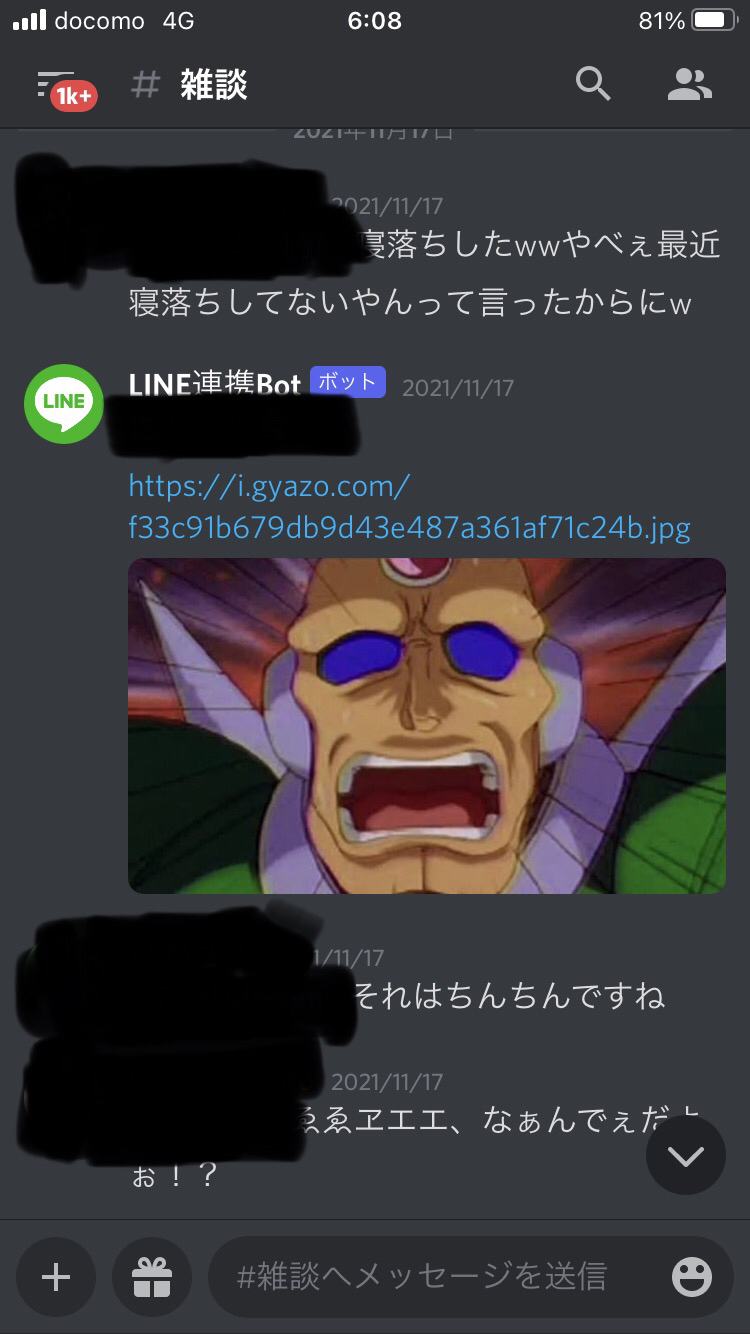 docomo 4G 6:08 81%
1k+ # 雑談
2021年11月17日
2021/11/17
寝落ちしたwwやべぇ最近
寝落ちしてないやんって言ったからにw
LINE LINE連携Bot ボット 2021/11/17
https://i.gyazo.com/
f33c91b679db9d43e487a361af71c24b.jpg
1/11/17
それはちんちんですね
2021/11/17
ゑゑヱエエ、なぁんでぇだよ
ぉ！？
#雑談へメッセージを送信